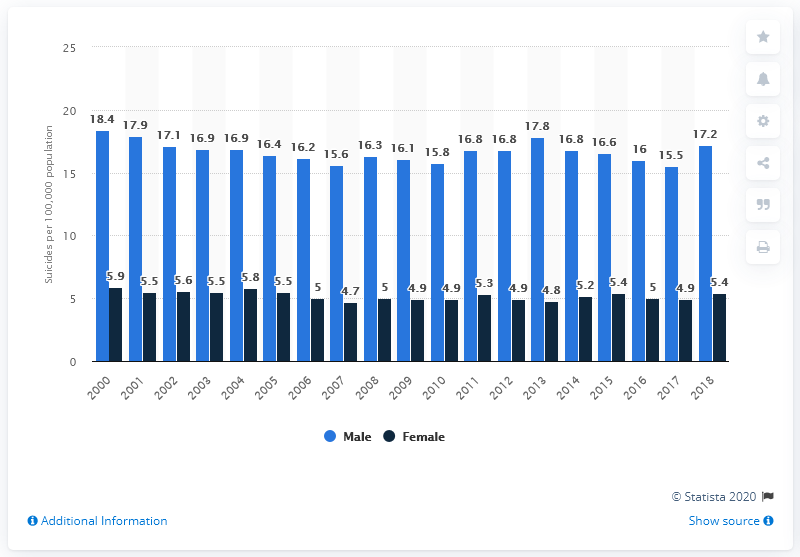 25
20
15
10
5
0
Suicides per 100,000 population
18.4 17.9 17.1 16.9 16.9 16.4 16.2 15.6 16.3 16.1 15.8 16.8 16.8 17.8 16.8 16.6 16 15.5 17.2
5.9 5.5 5.6 5.5 5.8 5.5 5 4.7 5 4.9 4.9 5.3 4.9 4.8 5.2 5.4 5 4.9 5.4
2000 2001 2002 2003 2004 2005 2006 2007 2008 2009 2010 2011 2012 2013 2014 2015 2016 2017 2018
Male Female
© Statista 2020
Additional Information
Show source